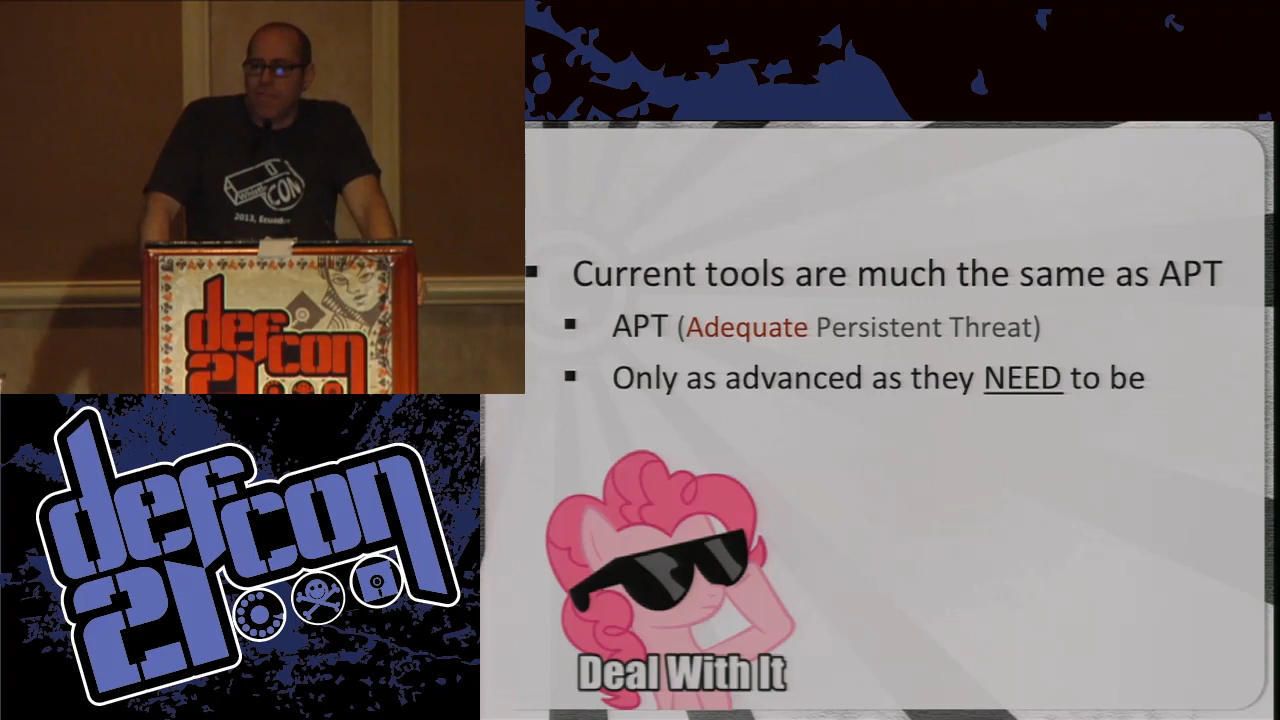 CON
2013, Ecuador
defcon
21
Current tools are much the same as APT
APT (Adequate Persistent Threat)
Only as advanced as they NEED to be
Deal With It
defcon
21